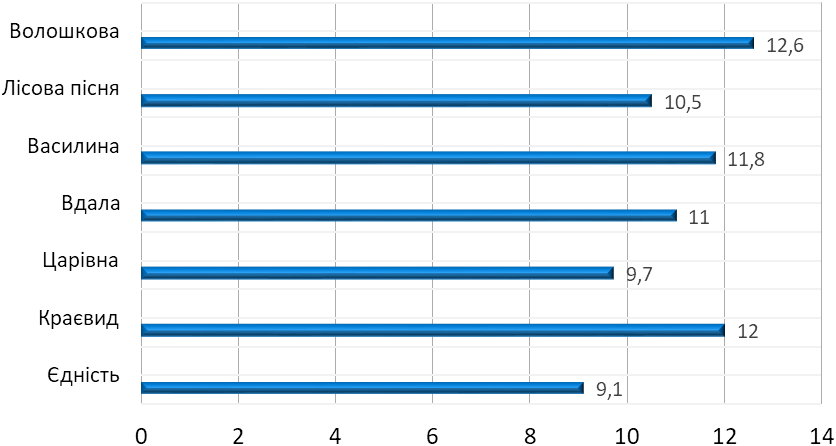 Волошкова
12,6
Лісова пісня
10,5
Василина
11,8
Вдала
11
Царівна
9,7
Краєвид
12
Єдність
9,1
0 2 4 6 8 10 12 14